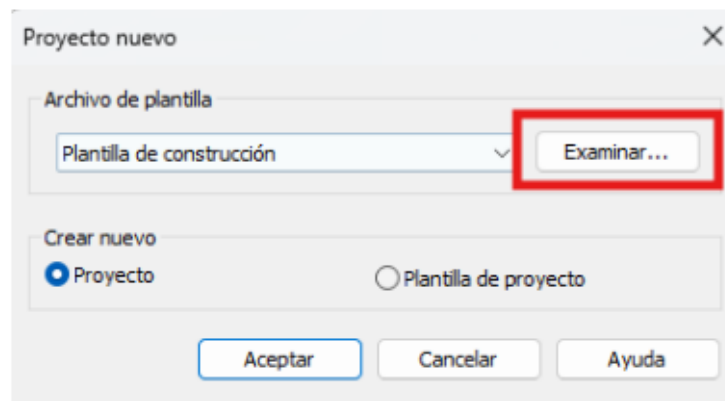 Proyecto nuevo
Archivo de plantilla
Plantilla de construcción
Examinar...
Crear nuevo
Proyecto
Plantilla de proyecto
Aceptar
Cancelar
Ayuda